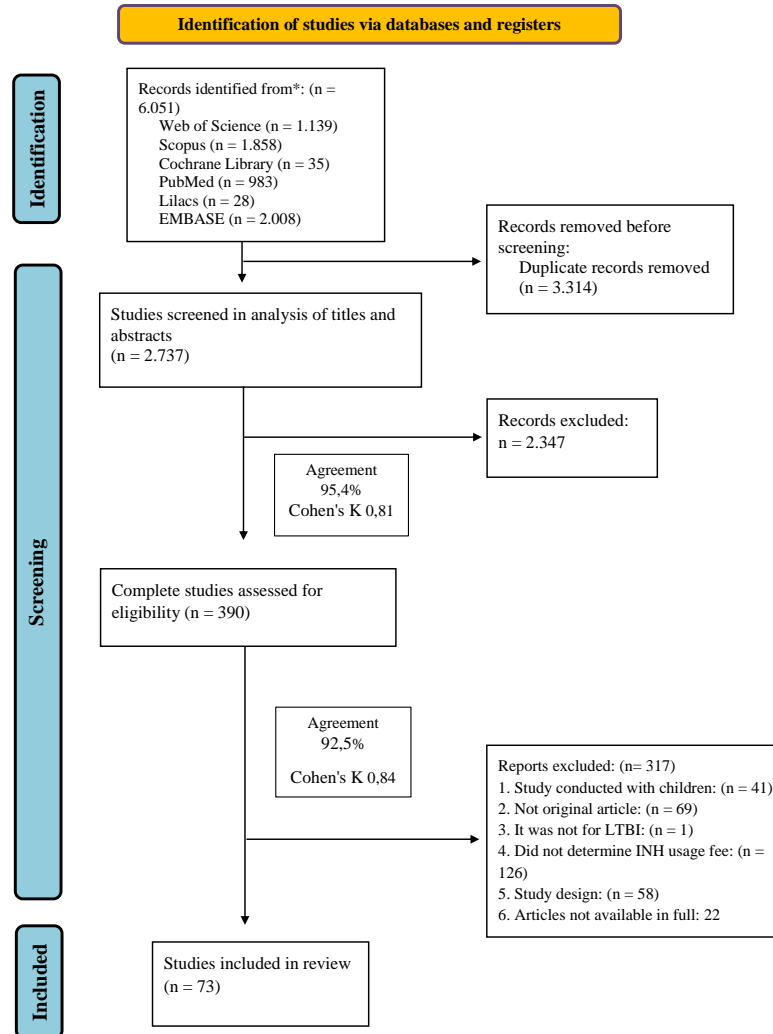 Identification of studies via databases and registers
Identification
Records identified from*: (n =
6.051)
Web of Science (n = 1.139)
Scopus (n = 1.858)
Cochrane Library (n = 35)
PubMed (n = 983)
Lilacs (n = 28)
EMBASE (n = 2.008)
Records removed before
screening:
Duplicate records removed
(n = 3.314)
Screening
Studies screened in analysis of titles and
abstracts
(n = 2.737)
Records excluded:
n = 2.347
Agreement
95,4%
Cohen's K 0,81
Complete studies assessed for
eligibility (n = 390)
Agreement
92,5%
Cohen's K 0,84
Reports excluded: (n= 317)
1. Study conducted with children: (n = 41)
2. Not original article: (n = 69)
3. It was not for LTBI: (n = 1)
4. Did not determine INH usage fee: (n =
126)
5. Study design: (n = 58)
6. Articles not available in full: 22
Included
Studies included in review
(n = 73)